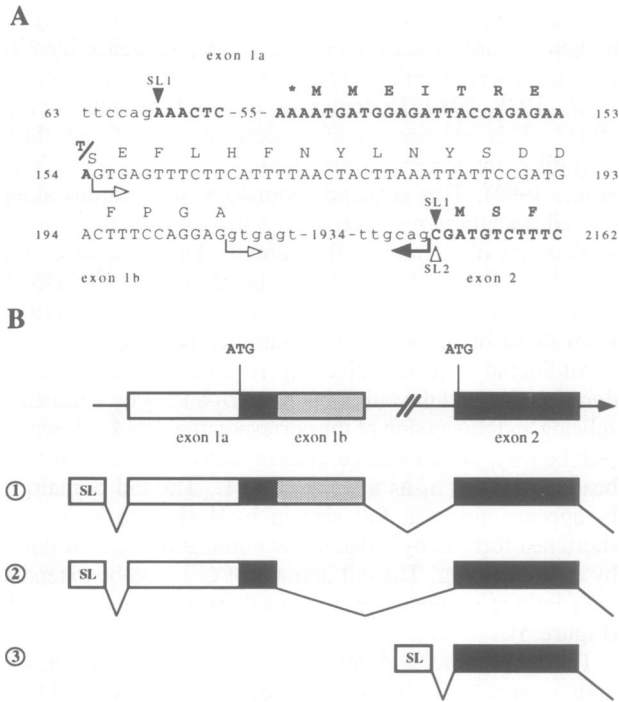 A
exon 1a
SL1
* M M E I T R E
63 ttccagAAACTC -55- AAAATGATGGAGATTACCAGAGAA 153
T/S E F L H F N Y L N Y S D D
154 AGTGAGTTTCTTCATTTTAACTACTTAAATTATTCCGATG 193
F P G A SL1 M S F
194 ACTTTCCAGGAGgtgagt-1934-ttgcagCGATGTCTTTC 2162
exon 1b SL2 exon 2
B
ATG ATG
exon 1a exon 1b exon 2
1 SL
2 SL
3 SL